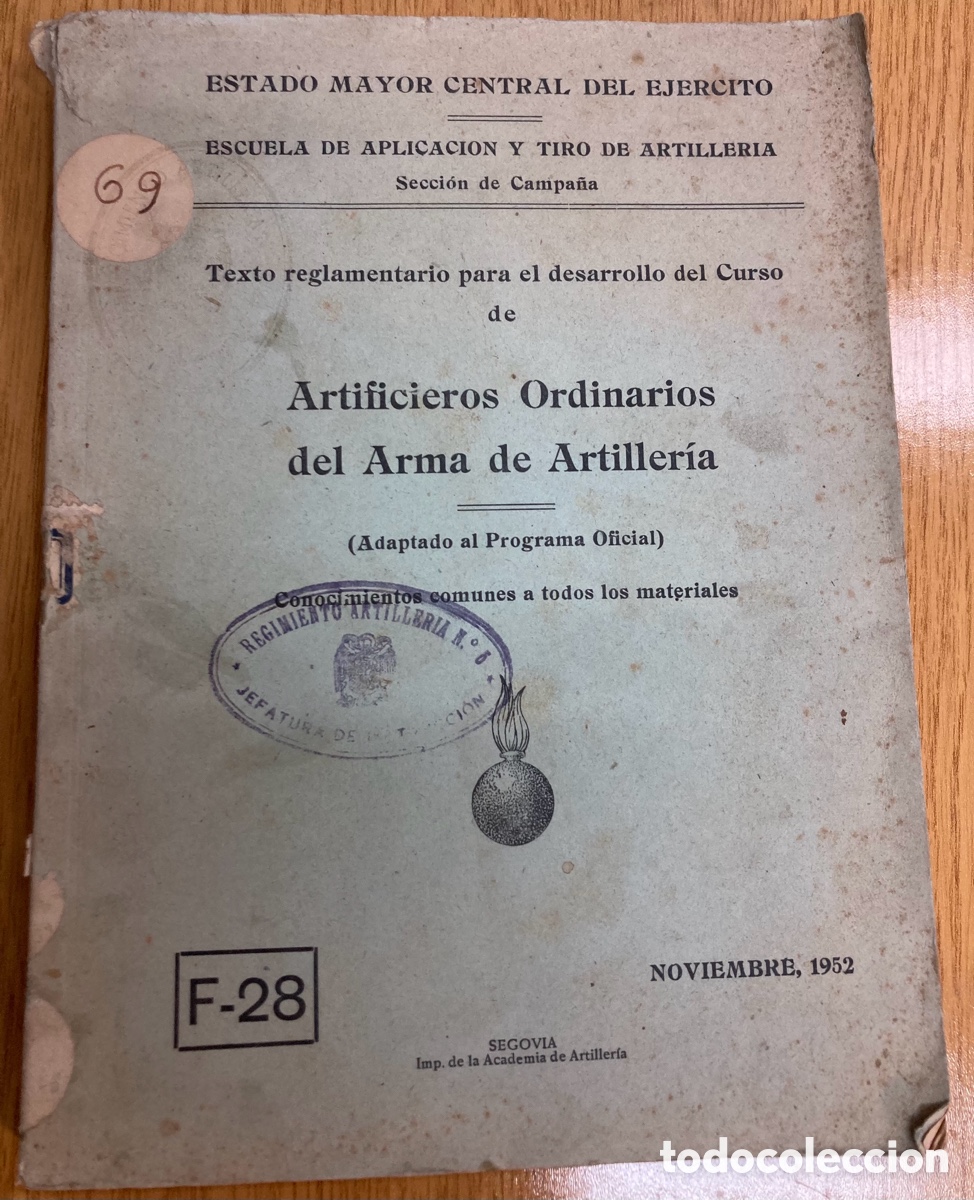 ESTADO MAYOR CENTRAL DEL EJERCITO
ESCUELA DE APLICACION Y TIRO DE ARTILLERIA
Sección de Campaña
69
Texto reglamentario para el desarrollo del Curso
de
Artificieros Ordinarios
del Arma de Artillería
(Adaptado al Programa Oficial)
Conocimientos comunes a todos los materiales
REGIMIENTO ARTILLERIA N.º
JEFATURA DE
F-28
NOVIEMBRE, 1952
SEGOVIA
Imp. de la Academia de Artillería
todocoleccion